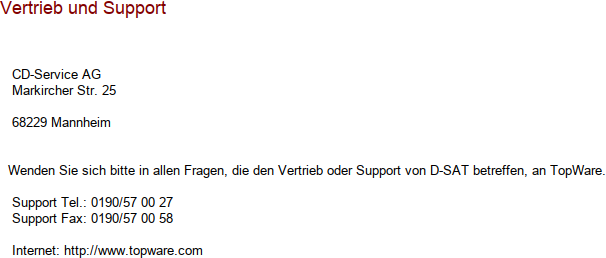 Vertrieb und Support
CD-Service AG
Markircher Str. 25
68229 Mannheim
Wenden Sie sich bitte in allen Fragen, die den Vertrieb oder Support von D-SAT betreffen, an TopWare.
Support Tel.: 0190/57 00 27
Support Fax: 0190/57 00 58
Internet: http://www.topware.com